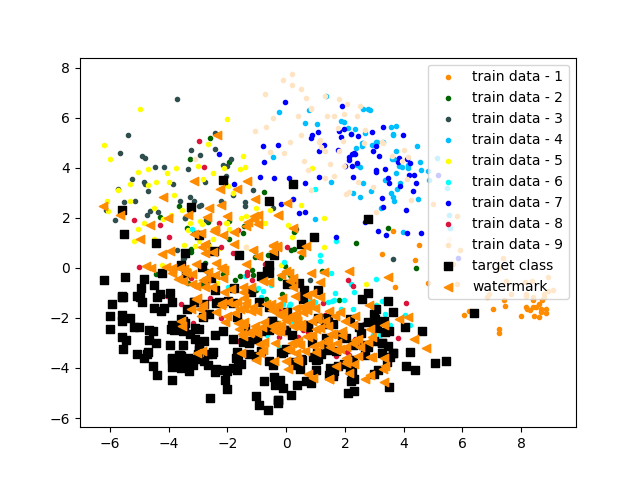 8
6
4
2
0
−2
−4
−6
−6
−4
−2
0
2
4
6
8
train data - 1
train data - 2
train data - 3
train data - 4
train data - 5
train data - 6
train data - 7
train data - 8
train data - 9
target class
watermark